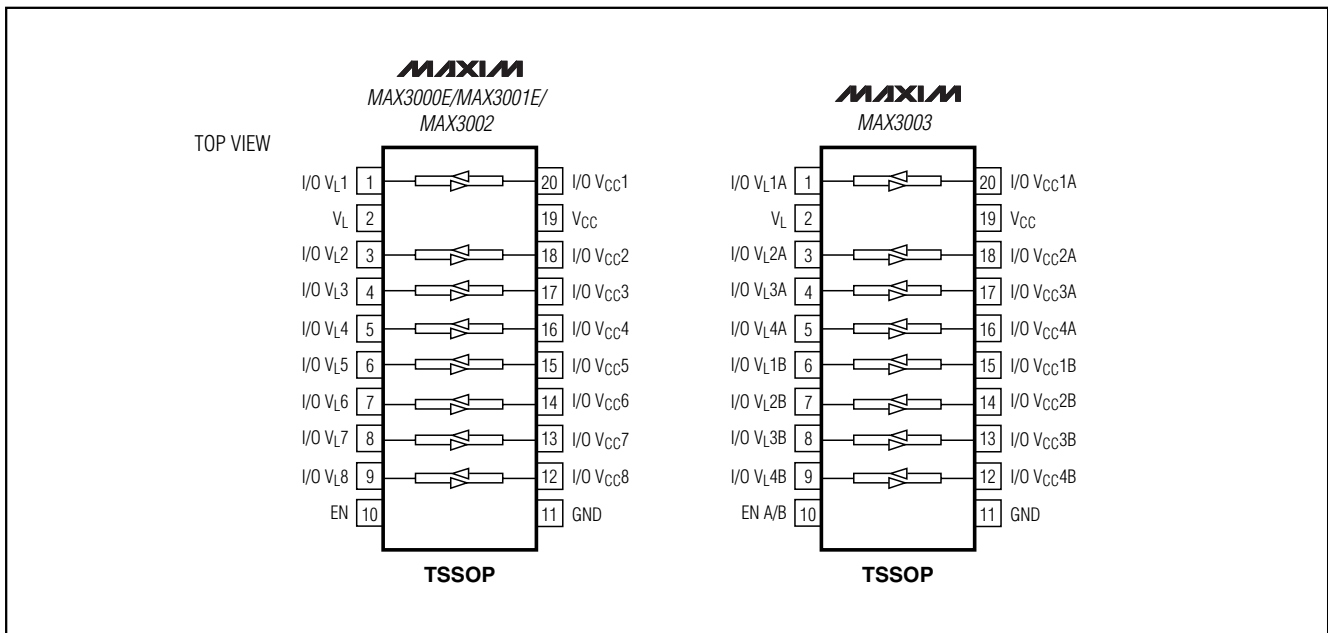 MAXIM
MAX3000E/MAX3001E/
MAX3002
TOP VIEW
I/O VL1 1 20 I/O VCC1
VL 2 19 VCC
I/O VL2 3 18 I/O VCC2
I/O VL3 4 17 I/O VCC3
I/O VL4 5 16 I/O VCC4
I/O VL5 6 15 I/O VCC5
I/O VL6 7 14 I/O VCC6
I/O VL7 8 13 I/O VCC7
I/O VL8 9 12 I/O VCC8
EN 10 11 GND
TSSOP
MAXIM
MAX3003
I/O VL1A 1 20 I/O VCC1A
VL 2 19 VCC
I/O VL2A 3 18 I/O VCC2A
I/O VL3A 4 17 I/O VCC3A
I/O VL4A 5 16 I/O VCC4A
I/O VL1B 6 15 I/O VCC1B
I/O VL2B 7 14 I/O VCC2B
I/O VL3B 8 13 I/O VCC3B
I/O VL4B 9 12 I/O VCC4B
EN A/B 10 11 GND
TSSOP